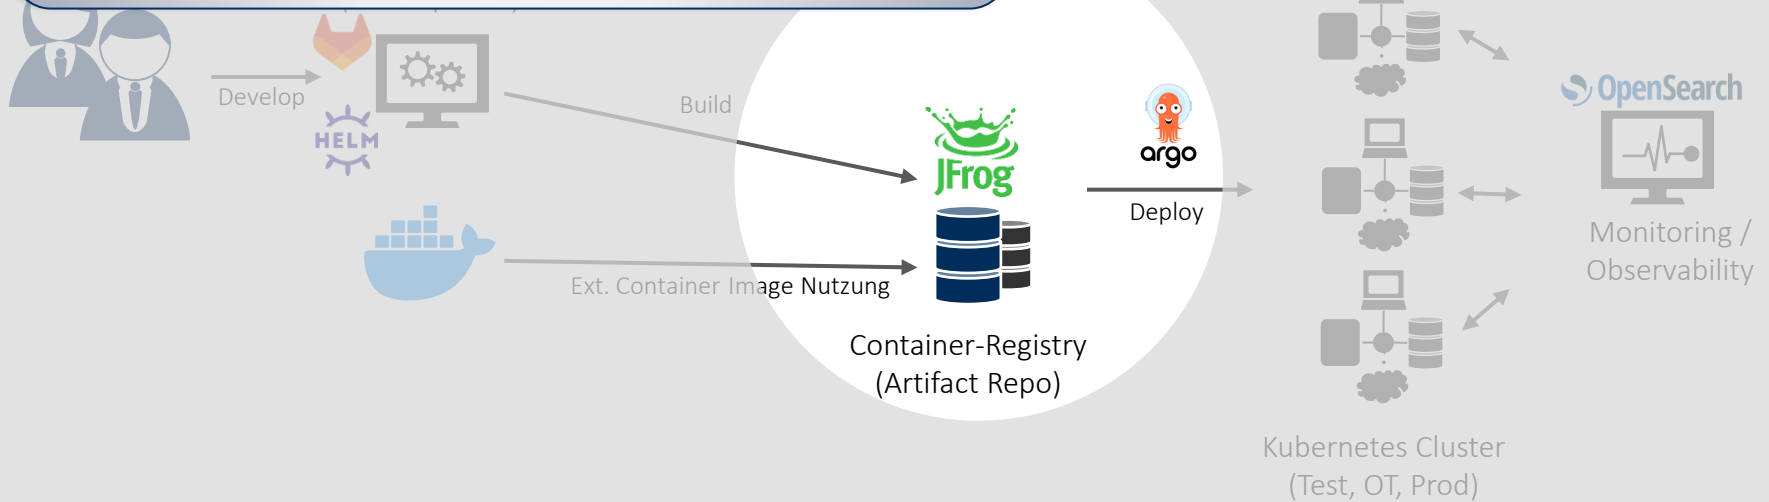 Develop
HELM
Build
JFrog
argo
Deploy
Ext. Container Image Nutzung
Container-Registry
(Artifact Repo)
OpenSearch
Monitoring /
Observability
Kubernetes Cluster
(Test, OT, Prod)